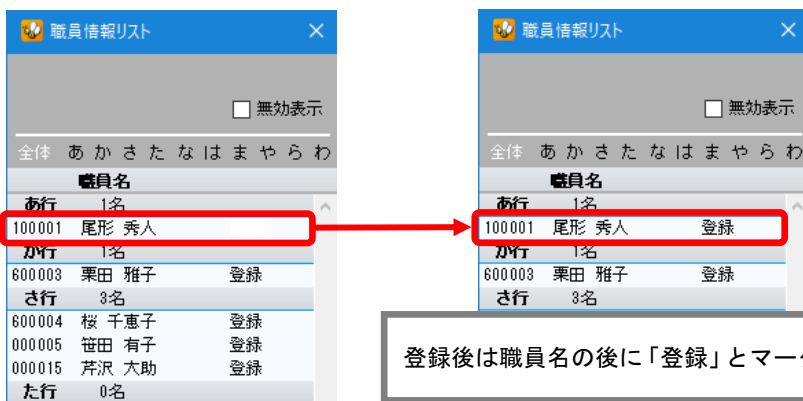 職員情報リスト
無効表示
全体 あ か さ た な は ま や ら わ
職員名
あ行 1名
100001 尾形 秀人
か行 1名
600003 栗田 雅子 登録
さ行 3名
600004 桜 千恵子 登録
000005 笹田 有子 登録
000015 芹沢 大助 登録
た行 0名
職員情報リスト
無効表示
全体 あ か さ た な は ま や ら わ
職員名
あ行 1名
100001 尾形 秀人 登録
か行 1名
600003 栗田 雅子 登録
さ行 3名
登録後は職員名の後に「登録」とマーク